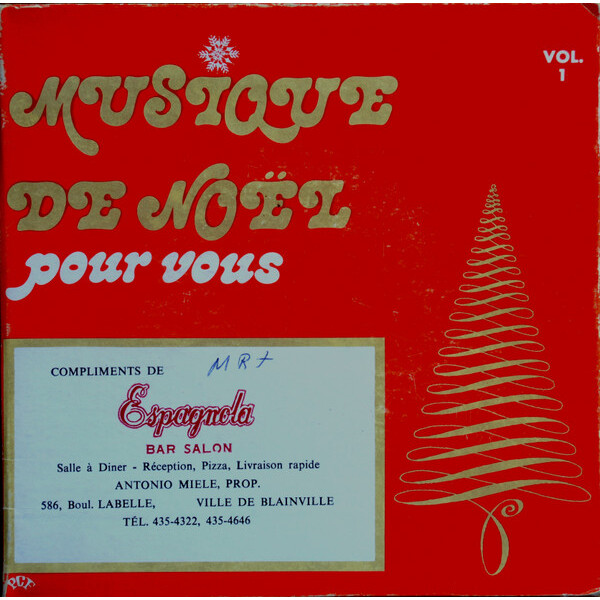 MUSIQUE
VOL.
1
DE NOËL
pour vous
COMPLIMENTS DE
MRT
Espagnola
BAR SALON
Salle à Diner - Réception, Pizza, Livraison rapide
ANTONIO MIELE, PROP.
586, Boul. LABELLE, VILLE DE BLAINVILLE
TÉL. 435-4322, 435-4646